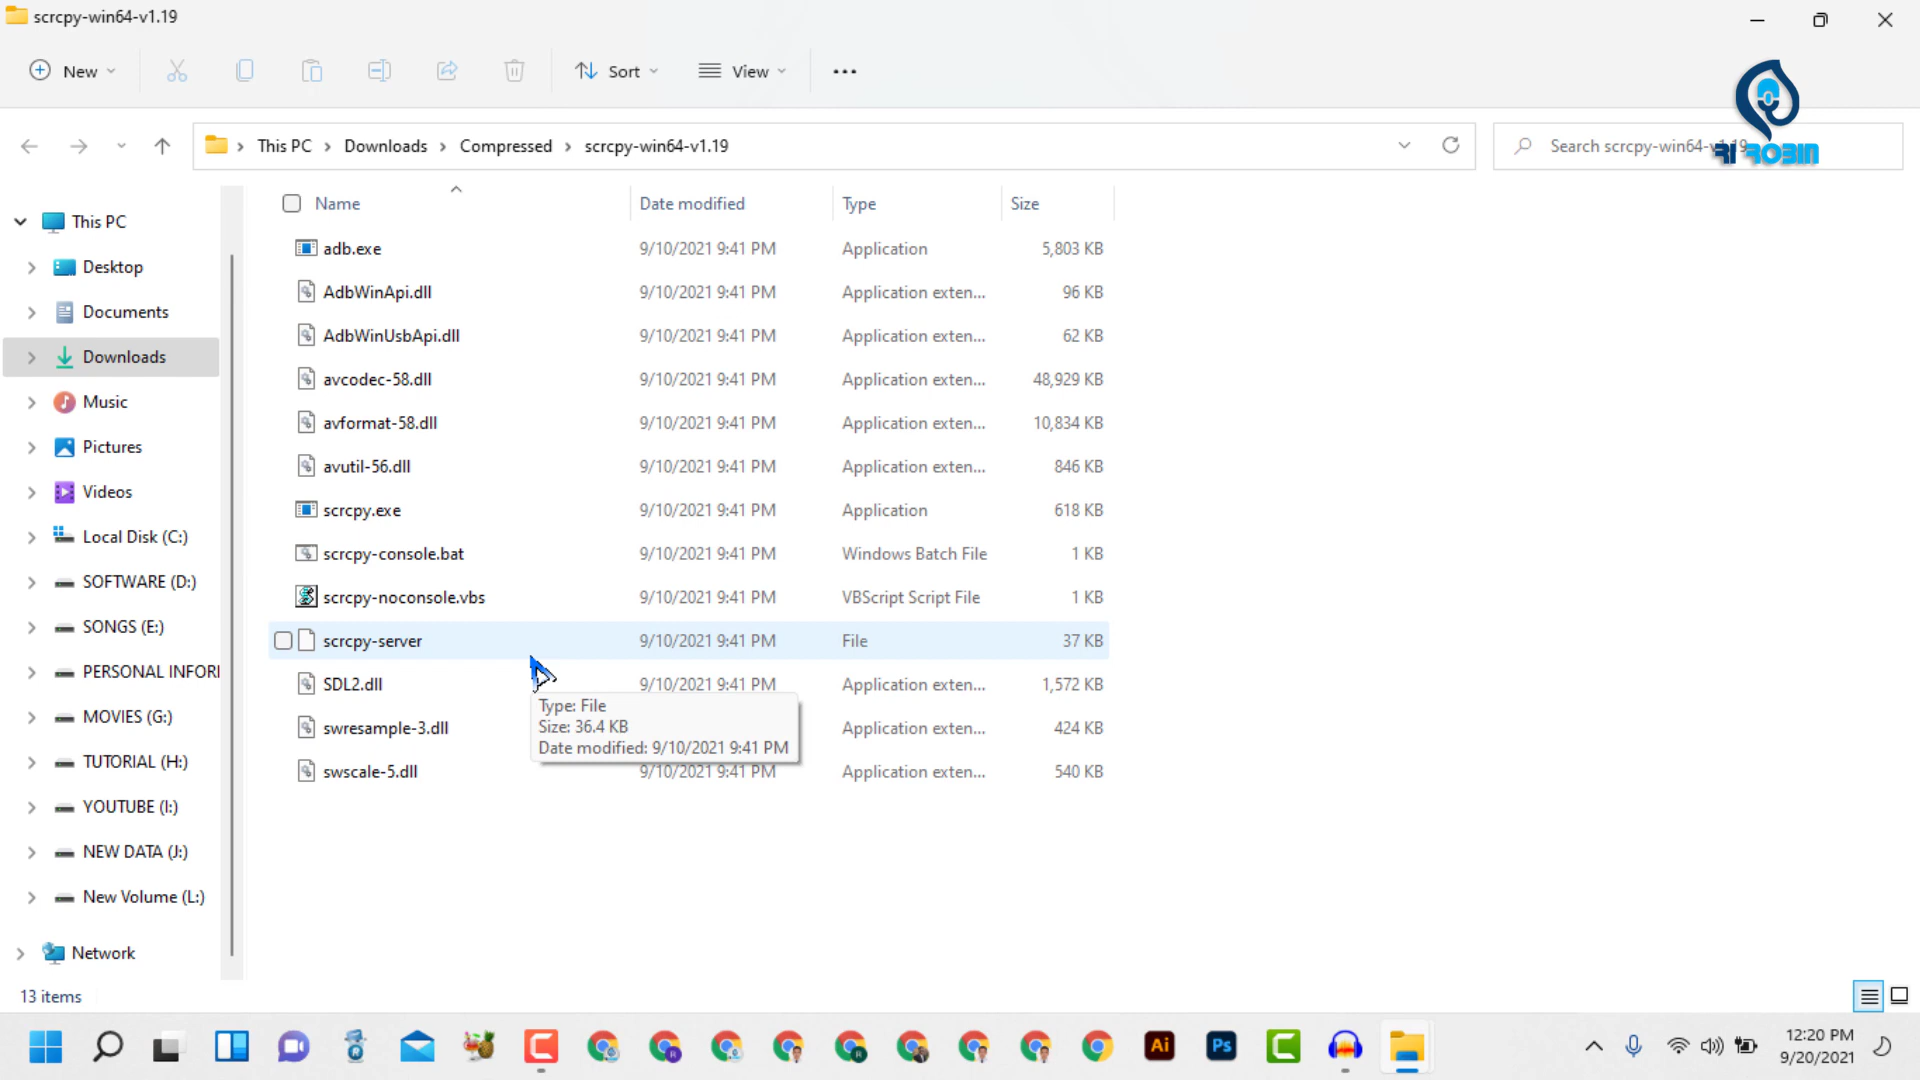 scrcpy-win64-v1.19
New Sort View
This PC Downloads Compressed scrcpy-win64-v1.19 Search scrcpy-win64-v1.19
RI ROBIN
Name Date modified Type Size
This PC
Desktop
Documents
Downloads
Music
Pictures
Videos
Local Disk (C:)
SOFTWARE (D:)
SONGS (E:)
PERSONAL INFORI
MOVIES (G:)
TUTORIAL (H:)
YOUTUBE (I:)
NEW DATA (J:)
New Volume (L:)
Network
adb.exe 9/10/2021 9:41 PM Application 5,803 KB
AdbWinApi.dll 9/10/2021 9:41 PM Application exten... 96 KB
AdbWinUsbApi.dll 9/10/2021 9:41 PM Application exten... 62 KB
avcodec-58.dll 9/10/2021 9:41 PM Application exten... 48,929 KB
avformat-58.dll 9/10/2021 9:41 PM Application exten... 10,834 KB
avutil-56.dll 9/10/2021 9:41 PM Application exten... 846 KB
scrcpy.exe 9/10/2021 9:41 PM Application 618 KB
scrcpy-console.bat 9/10/2021 9:41 PM Windows Batch File 1 KB
scrcpy-noconsole.vbs 9/10/2021 9:41 PM VBScript Script File 1 KB
scrcpy-server 9/10/2021 9:41 PM File 37 KB
SDL2.dll 9/10/2021 9:41 PM Application exten... 1,572 KB
swresample-3.dll Application exten... 424 KB
swscale-5.dll 9/10/2021 9:41 PM Application exten... 540 KB
Type: File
Size: 36.4 KB
Date modified: 9/10/2021 9:41 PM
13 items
R R Ai Ps
12:20 PM
9/20/2021